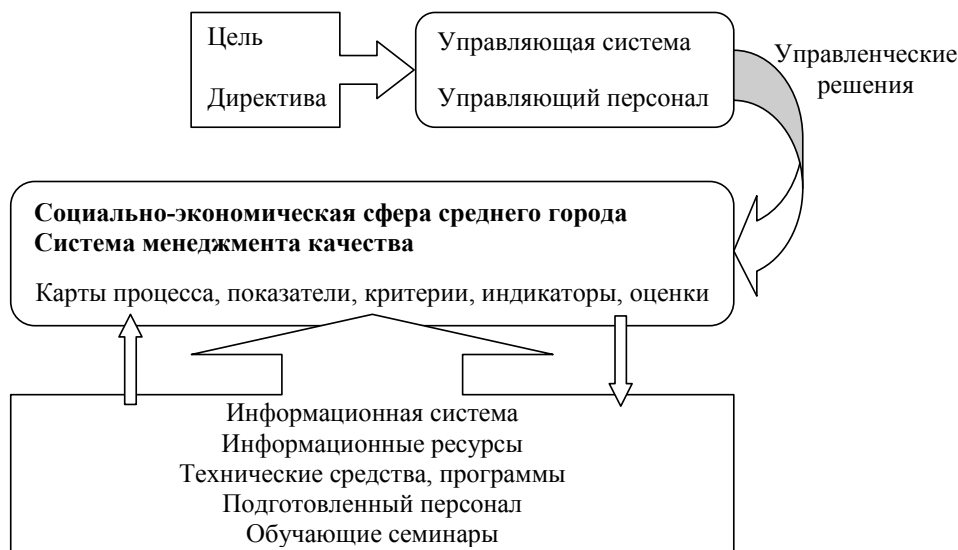 Цель
Директива
Управляющая система
Управляющий персонал
Управленческие
решения
Социально-экономическая сфера среднего города
Система менеджмента качества
Карты процесса, показатели, критерии, индикаторы, оценки
Информационная система
Информационные ресурсы
Технические средства, программы
Подготовленный персонал
Обучающие семинары